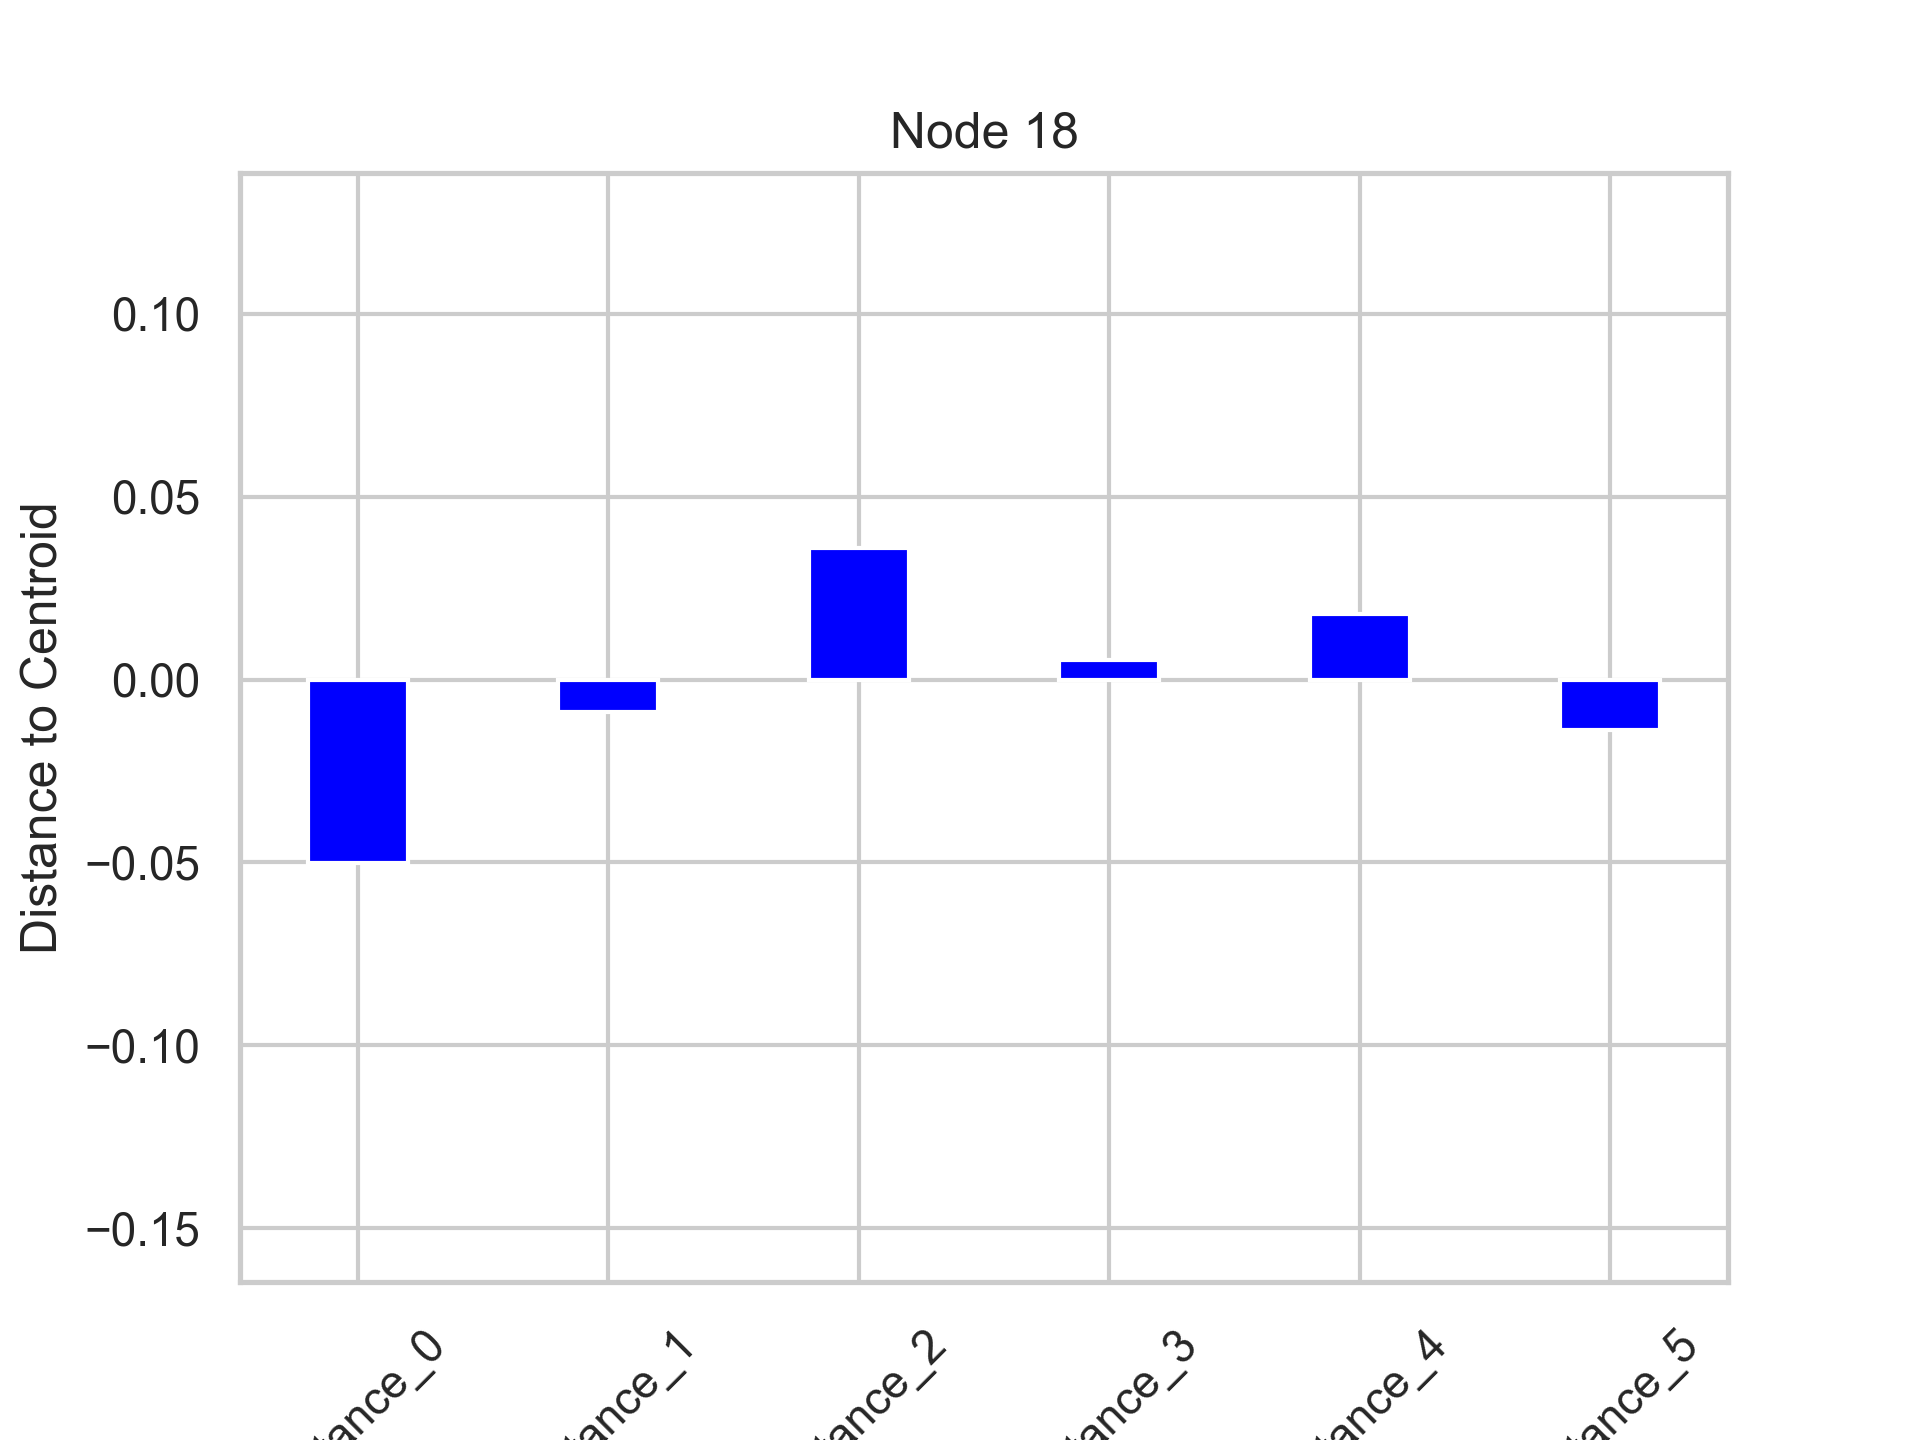 Node 18
Distance to Centroid
0.10
0.05
0.00
−0.05
−0.10
−0.15
tance_0
tance_1
tance_2
tance_3
tance_4
tance_5